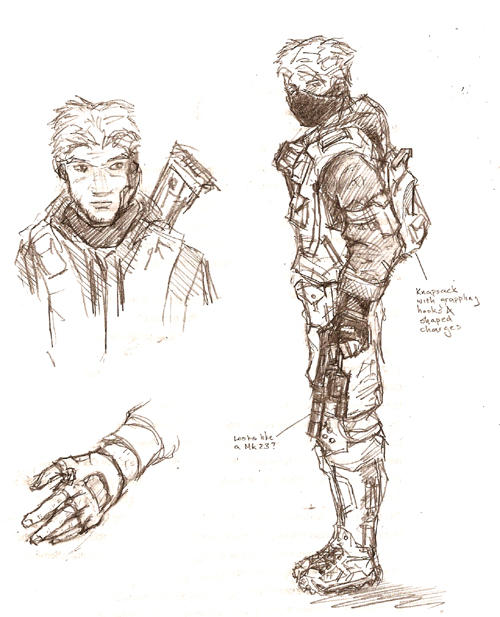 Knapsack
with grappling
hooks &
shaped
charges
Looks like
a Mk23?